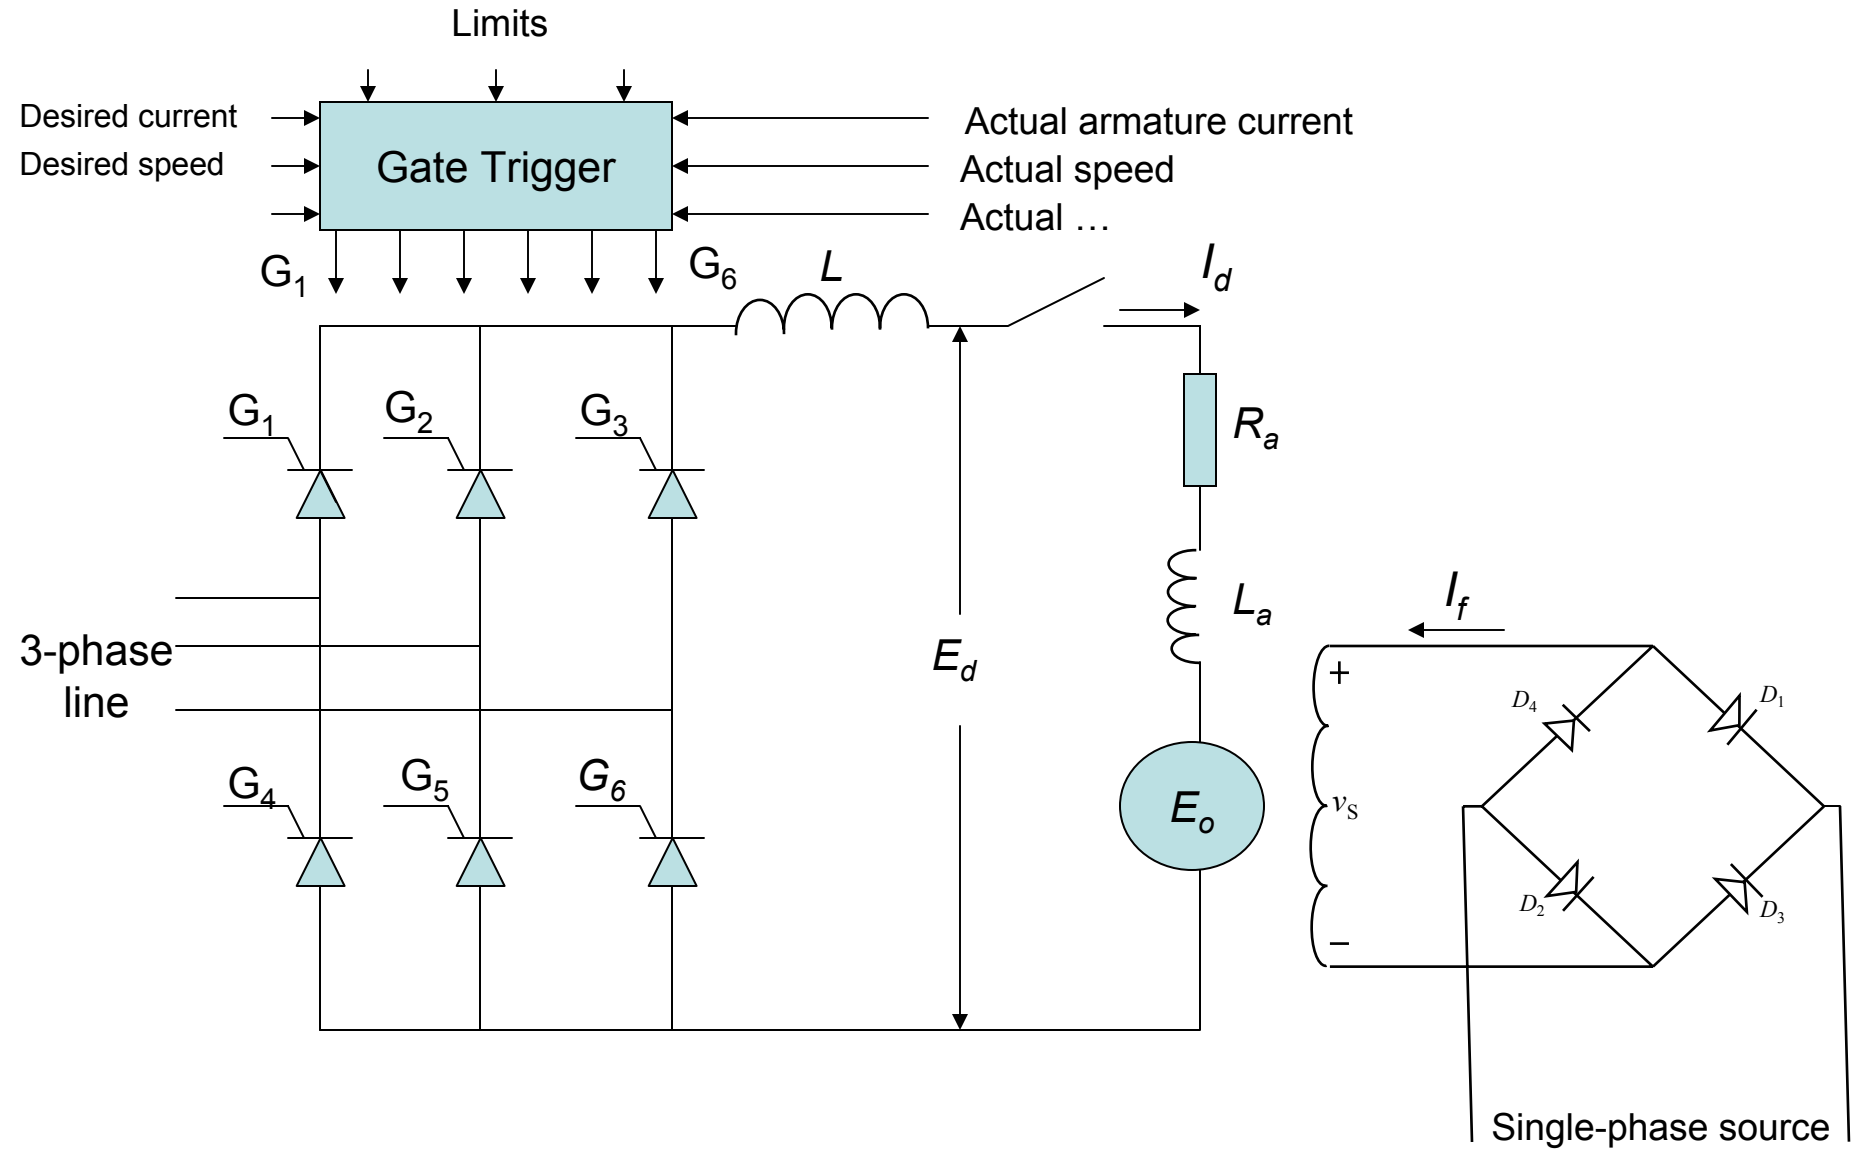 Limits
Desired current
Desired speed
Gate Trigger
Actual armature current
Actual speed
Actual …
G1
G6
L
Id
G1
G2
G3
Ra
La
If
3-phase
line
Ed
+
D4
D1
G4
G5
G6
Eo
vS
D2
D3
−
Single-phase source